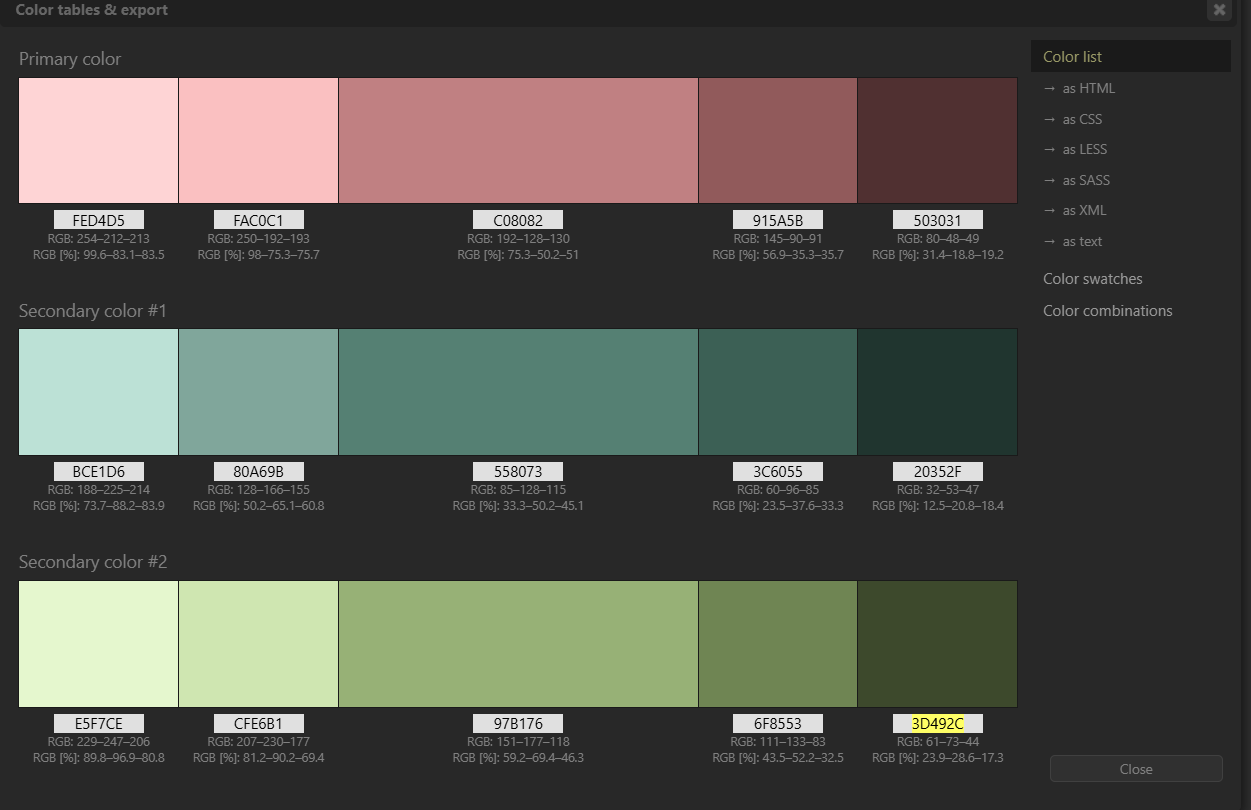 Color tables & export
Primary color
FED4D5 FAC0C1 C08082 915A5B 503031
RGB: 254–212–213 RGB: 250–192–193 RGB: 192–128–130 RGB: 145–90–91 RGB: 80–48–49
RGB [%]: 99.6–83.1–83.5 RGB [%]: 98–75.3–75.7 RGB [%]: 75.3–50.2–51 RGB [%]: 56.9–35.3–35.7 RGB [%]: 31.4–18.8–19.2
Secondary color #1
BCE1D6 80A69B 558073 3C6055 20352F
RGB: 188–225–214 RGB: 128–166–155 RGB: 85–128–115 RGB: 60–96–85 RGB: 32–53–47
RGB [%]: 73.7–88.2–83.9 RGB [%]: 50.2–65.1–60.8 RGB [%]: 33.3–50.2–45.1 RGB [%]: 23.5–37.6–33.3 RGB [%]: 12.5–20.8–18.4
Secondary color #2
E5F7CE CFE6B1 97B176 6F8553 3D492C
RGB: 229–247–206 RGB: 207–230–177 RGB: 151–177–118 RGB: 111–133–83 RGB: 61–73–44
RGB [%]: 89.8–96.9–80.8 RGB [%]: 81.2–90.2–69.4 RGB [%]: 59.2–69.4–46.3 RGB [%]: 43.5–52.2–32.5 RGB [%]: 23.9–28.6–17.3
Color list
→ as HTML
→ as CSS
→ as LESS
→ as SASS
→ as XML
→ as text
Color swatches
Color combinations
Close